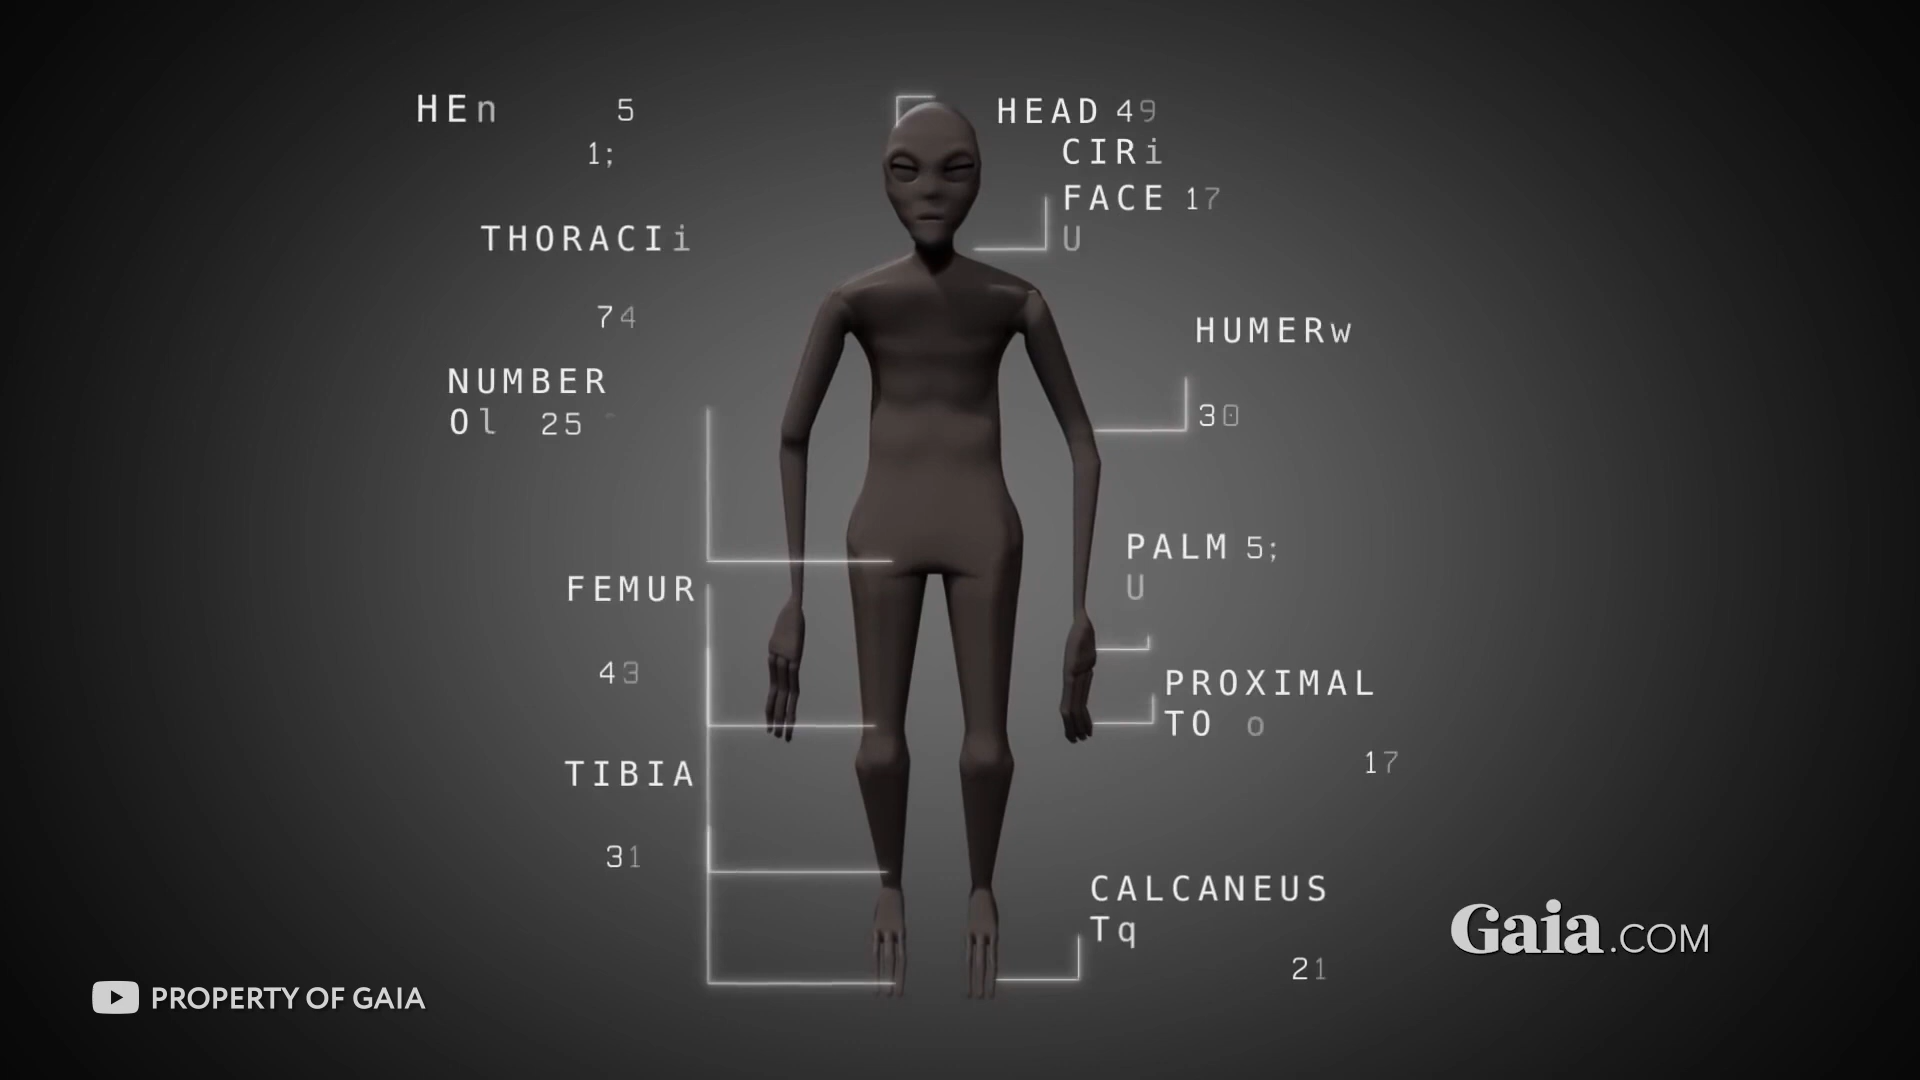 HEn 5
1;
THORACIi
74
NUMBER
Ol 25
FEMUR
43
TIBIA
31
HEAD 49
CIRi
FACE 17
U
HUMERw
30
PALM 5;
U
PROXIMAL
TO o
17
CALCANEUS
Tq
21
Gaia.COM
PROPERTY OF GAIA